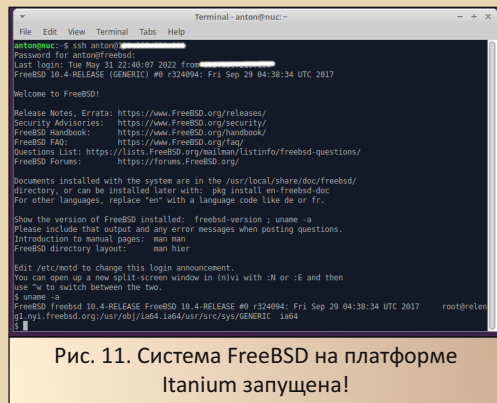 Terminal - anton@nuc: ~
File Edit View Terminal Tabs Help
anton@nuc:~$ ssh anton@
Password for anton@freebsd:
Last login: Tue May 31 22:40:07 2022 from
FreeBSD 10.4-RELEASE (GENERIC) #0 r324094: Fri Sep 29 04:38:34 UTC 2017
Welcome to FreeBSD!
Release Notes, Errata: https://www.FreeBSD.org/releases/
Security Advisories: https://www.FreeBSD.org/security/
FreeBSD Handbook: https://www.FreeBSD.org/handbook/
FreeBSD FAQ: https://www.FreeBSD.org/faq/
Questions List: https://lists.FreeBSD.org/mailman/listinfo/freebsd-questions/
FreeBSD Forums: https://forums.FreeBSD.org/
Documents installed with the system are in the /usr/local/share/doc/freebsd/
directory, or can be installed later with: pkg install en-freebsd-doc
For other languages, replace "en" with a language code like de or fr.
Show the version of FreeBSD installed: freebsd-version ; uname -a
Please include that output and any error messages when posting questions.
Introduction to manual pages: man man
FreeBSD directory layout: man hier
Edit /etc/motd to change this login announcement.
You can open up a new split-screen window in (n)vi with :N or :E and then
use ^w to switch between the two.
$ uname -a
FreeBSD freebsd 10.4-RELEASE FreeBSD 10.4-RELEASE #0 r324094: Fri Sep 29 04:38:34 UTC 2017 root@relen
g1.nyi.freebsd.org:/usr/obj/ia64.ia64/usr/src/sys/GENERIC ia64
$
Рис. 11. Система FreeBSD на платформе
Itanium запущена!